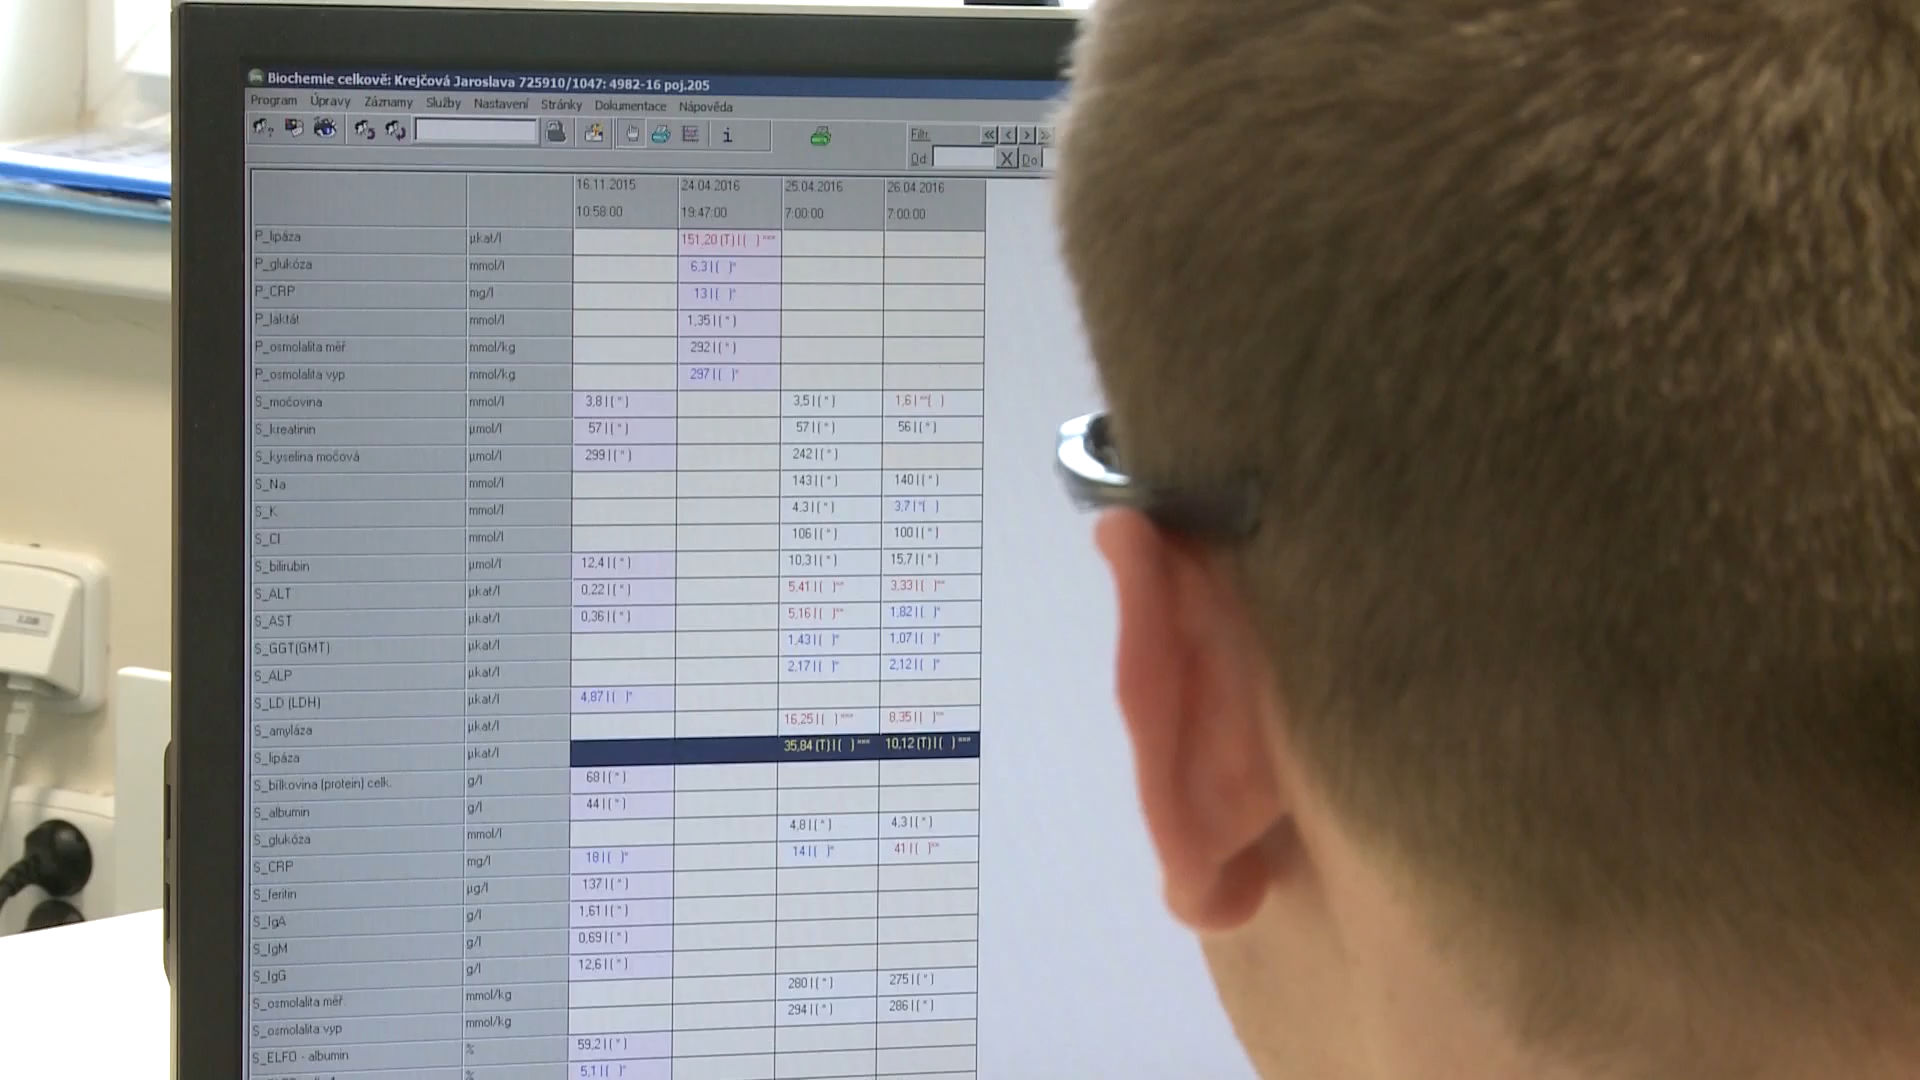 Biochemie celkově: Krejčová Jaroslava 725910/1047: 4982-16 poj.205
Program Úpravy Záznamy Služby Nastavení Stránky Dokumentace Nápověda
i Filtr
Od X Do
16.11.2015 24.04.2016 25.04.2016 26.04.2016
10:58:00 19:47:00 7:00:00 7:00:00
P_lipáza µkat/l 151,20 (T) | ( ) ***
P_glukóza mmol/l 6,3 | ( )*
P_CRP mg/l 13 | ( )*
P_laktát mmol/l 1,35 | ( * )
P_osmolalita měř. mmol/kg 292 | ( * )
P_osmolalita vyp mmol/kg 297 | ( )*
S_močovina mmol/l 3,8 | ( * ) 3,5 | ( * ) 1,6 | **( )
S_kreatinin µmol/l 57 | ( * ) 57 | ( * ) 56 | ( * )
S_kyselina močová µmol/l 299 | ( * ) 242 | ( * )
S_Na mmol/l 143 | ( * ) 140 | ( * )
S_K mmol/l 4,3 | ( * ) 3,7 | *( )
S_Cl mmol/l 106 | ( * ) 100 | ( * )
S_bilirubin µmol/l 12,4 | ( * ) 10,3 | ( * ) 15,7 | ( * )
S_ALT µkat/l 0,22 | ( * ) 5,41 | ( )** 3,33 | ( )**
S_AST µkat/l 0,36 | ( * ) 5,16 | ( )** 1,82 | ( )*
S_GGT(GMT) µkat/l 1,43 | ( )* 1,07 | ( )*
S_ALP µkat/l 2,17 | ( )* 2,12 | ( )*
S_LD (LDH) µkat/l 4,87 | ( )*
S_amyláza µkat/l 16,25 | ( )*** 8,35 | ( )**
S_lipáza µkat/l 35,84 (T) | ( ) *** 10,12 (T) | ( ) ***
S_bílkovina (protein) celk. g/l 68 | ( * )
S_albumin g/l 44 | ( * )
S_glukóza mmol/l 4,8 | ( * ) 4,3 | ( * )
S_CRP mg/l 18 | ( )* 14 | ( )* 41 | ( )**
S_feritin µg/l 137 | ( * )
S_IgA g/l 1,61 | ( * )
S_IgM g/l 0,69 | ( * )
S_IgG g/l 12,6 | ( * )
S_osmolalita měř. mmol/kg 280 | ( * ) 275 | ( * )
S_osmolalita vyp mmol/kg 294 | ( * ) 286 | ( * )
S_ELFO - albumin % 59,2 | ( * )
% 5,1 | ( )*